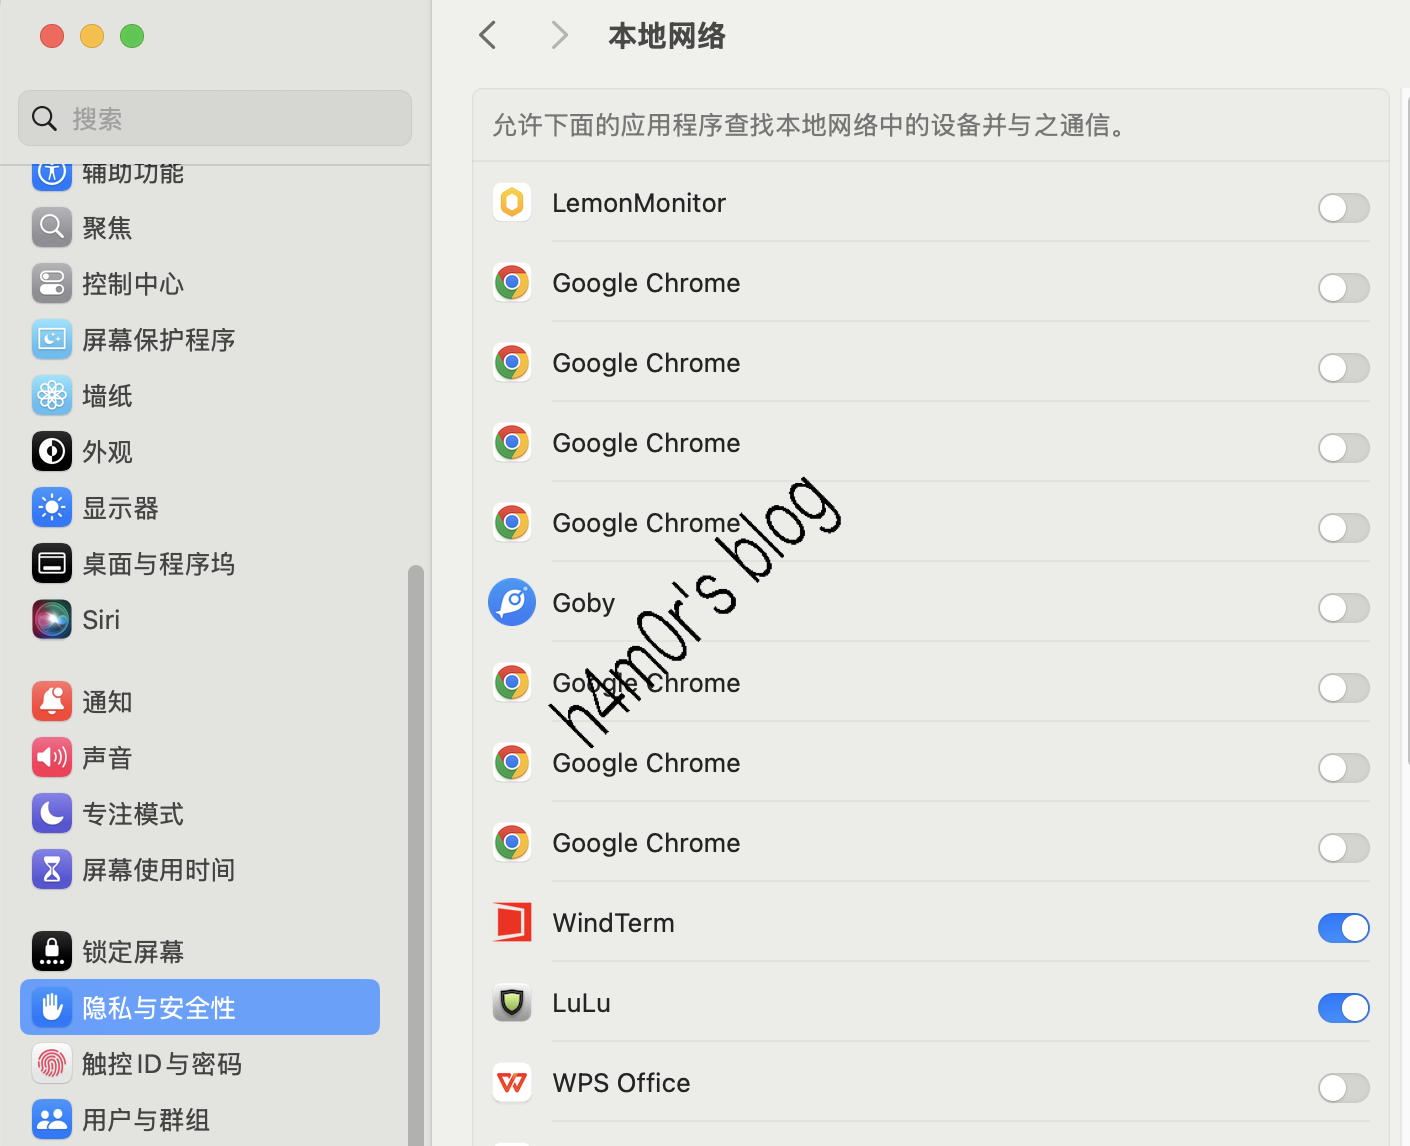 本地网络
搜索
辅助功能
聚焦
控制中心
屏幕保护程序
墙纸
外观
显示器
桌面与程序坞
Siri
通知
声音
专注模式
屏幕使用时间
锁定屏幕
隐私与安全性
触控 ID 与密码
用户与群组
允许下面的应用程序查找本地网络中的设备并与之通信。
LemonMonitor
Google Chrome
Google Chrome
Google Chrome
Google Chrome
Goby
Google Chrome
Google Chrome
Google Chrome
WindTerm
LuLu
WPS Office
h4m0r's blog